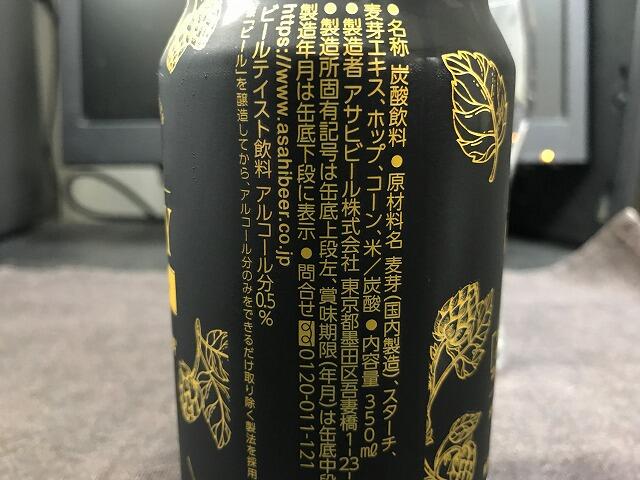 ●名称 炭酸飲料 ●原材料名 麦芽(国内製造)、スターチ、
麦芽エキス、ホップ、コーン、米/炭酸 ●内容量 350㎖
●製造者 アサヒビール株式会社 東京都墨田区吾妻橋1-23-
●製造所固有記号は缶底上段左、賞味期限(年月)は缶底中段
製造年月は缶底下段に表示 ●問合せ 0120-011-121
https://www.asahibeer.co.jp
ビールテイスト飲料 アルコール分0.5%
「ビール」を醸造してから、アルコール分のみをできるだけ取り除く製法を採用